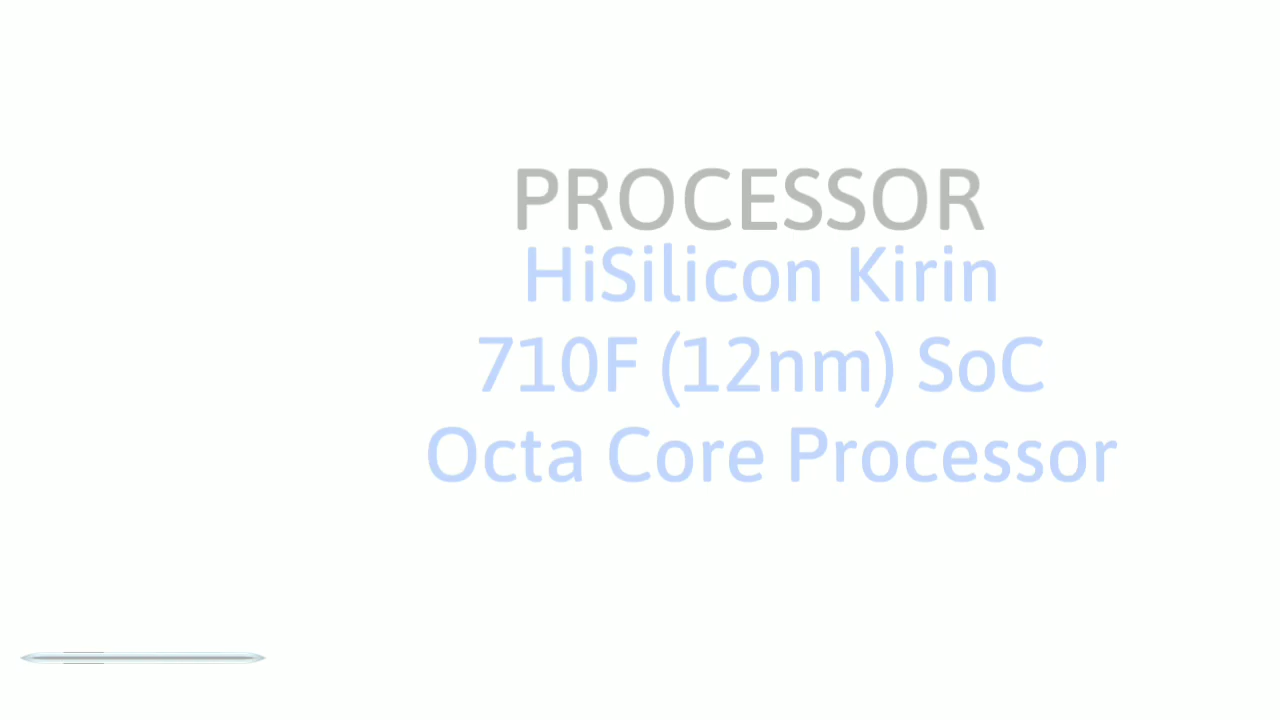 PROCESSOR
HiSilicon Kirin
710F (12nm) SoC
Octa Core Processor